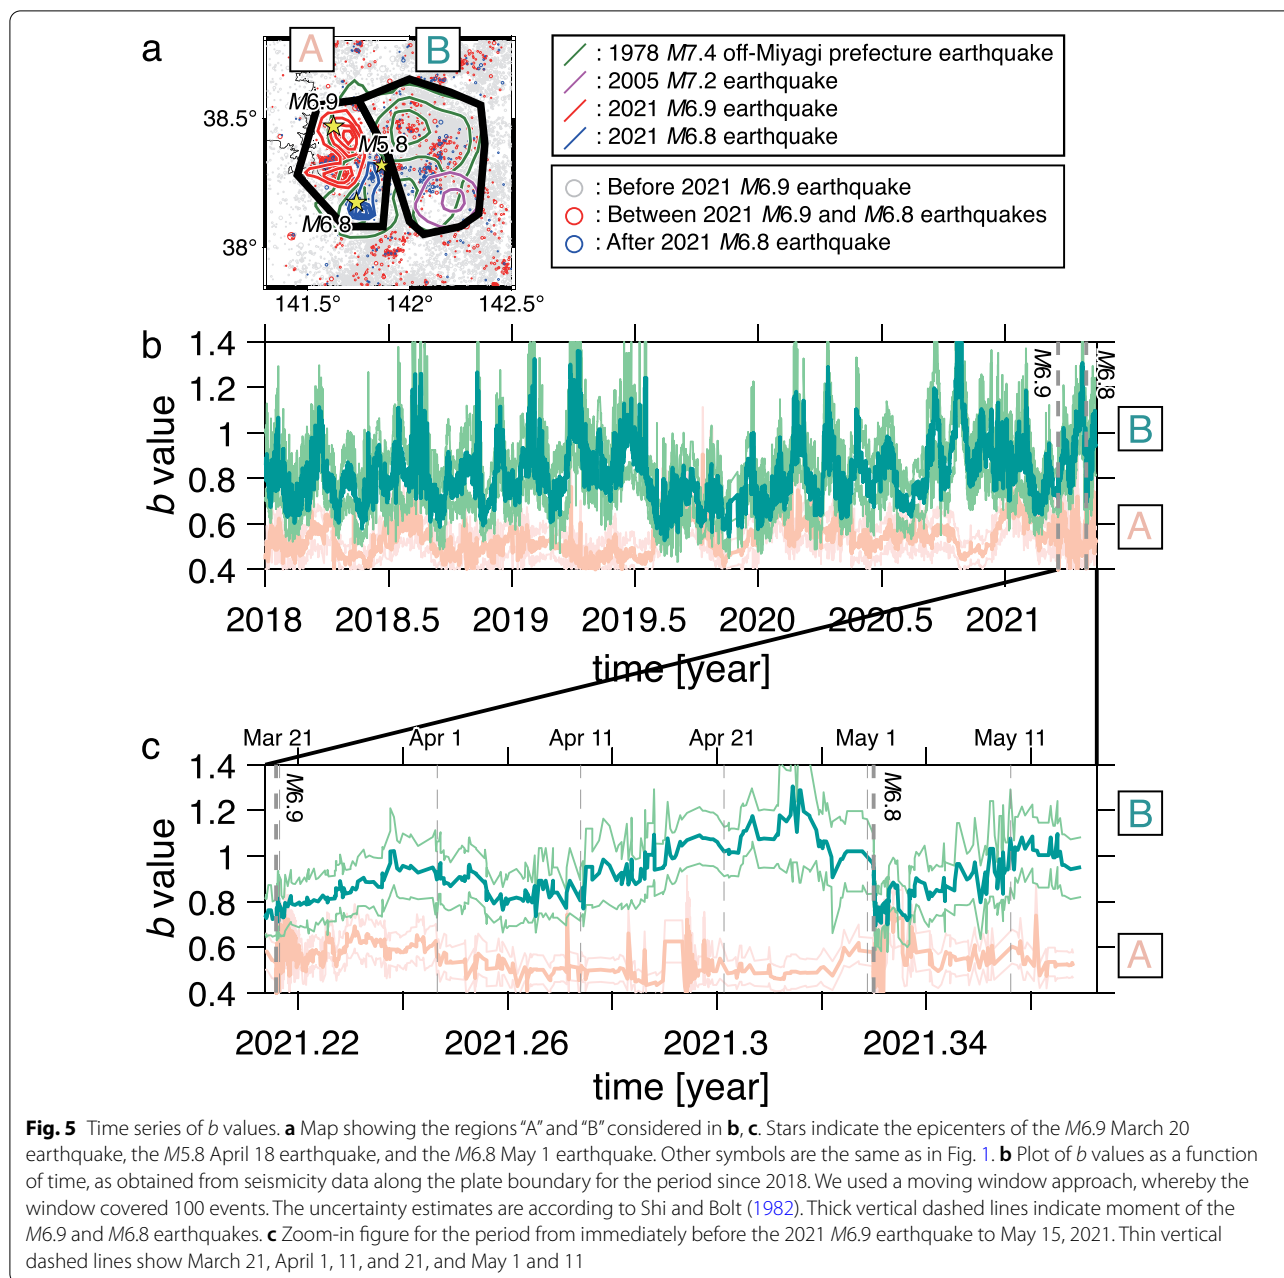 a
A
B
M6.9
M5.8
M6.8
38.5°
38°
141.5°
142°
142.5°
: 1978 M7.4 off-Miyagi prefecture earthquake
: 2005 M7.2 earthquake
: 2021 M6.9 earthquake
: 2021 M6.8 earthquake
: Before 2021 M6.9 earthquake
: Between 2021 M6.9 and M6.8 earthquakes
: After 2021 M6.8 earthquake
b
1.4
1.2
1
0.8
0.6
0.4
b value
M6.9
M6.8
B
A
2018
2018.5
2019
2019.5
2020
2020.5
2021
time [year]
c
Mar 21
Apr 1
Apr 11
Apr 21
May 1
May 11
1.4
1.2
1
0.8
0.6
0.4
b value
M6.9
M6.8
B
A
2021.22
2021.26
2021.3
2021.34
time [year]
Fig. 5 Time series of b values. a Map showing the regions “A” and “B” considered in b, c. Stars indicate the epicenters of the M6.9 March 20
earthquake, the M5.8 April 18 earthquake, and the M6.8 May 1 earthquake. Other symbols are the same as in Fig. 1. b Plot of b values as a function
of time, as obtained from seismicity data along the plate boundary for the period since 2018. We used a moving window approach, whereby the
window covered 100 events. The uncertainty estimates are according to Shi and Bolt (1982). Thick vertical dashed lines indicate moment of the
M6.9 and M6.8 earthquakes. c Zoom-in figure for the period from immediately before the 2021 M6.9 earthquake to May 15, 2021. Thin vertical
dashed lines show March 21, April 1, 11, and 21, and May 1 and 11